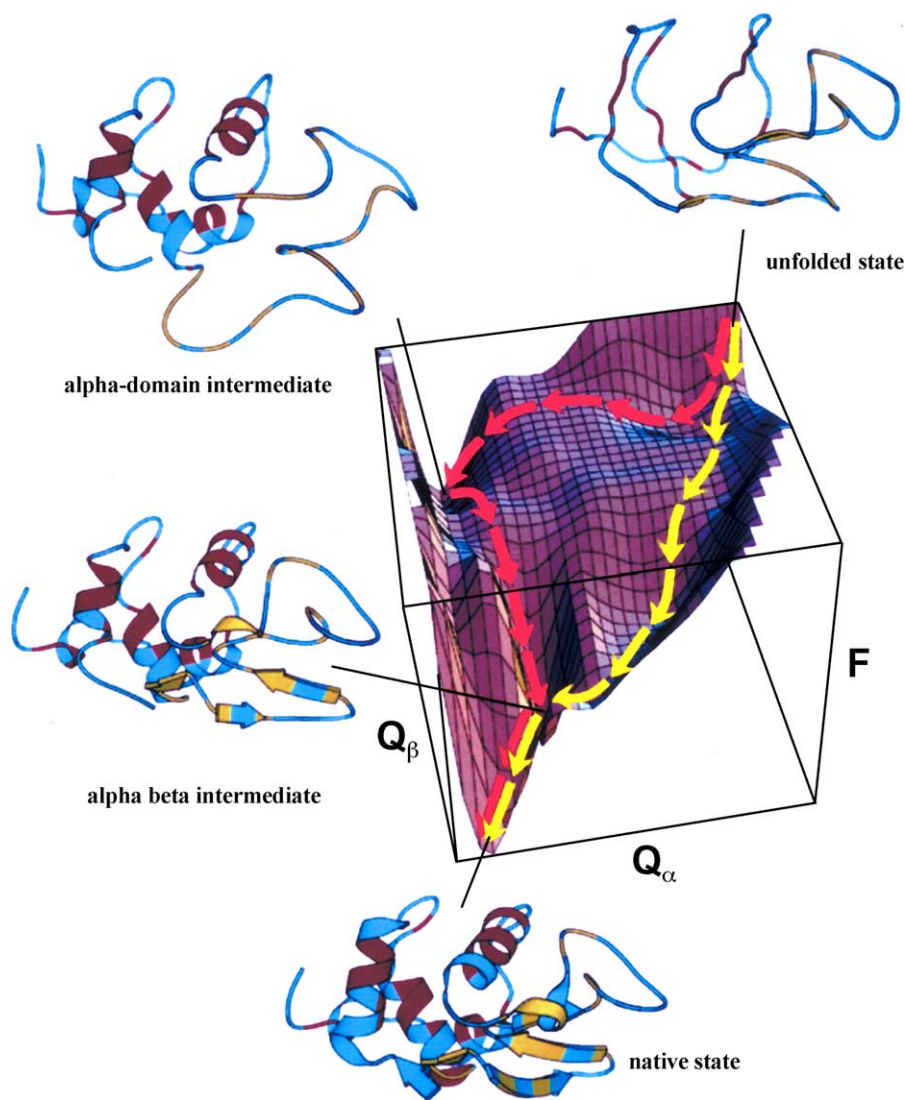 unfolded state
alpha-domain intermediate
F
Qβ
alpha beta intermediate
Qα
native state